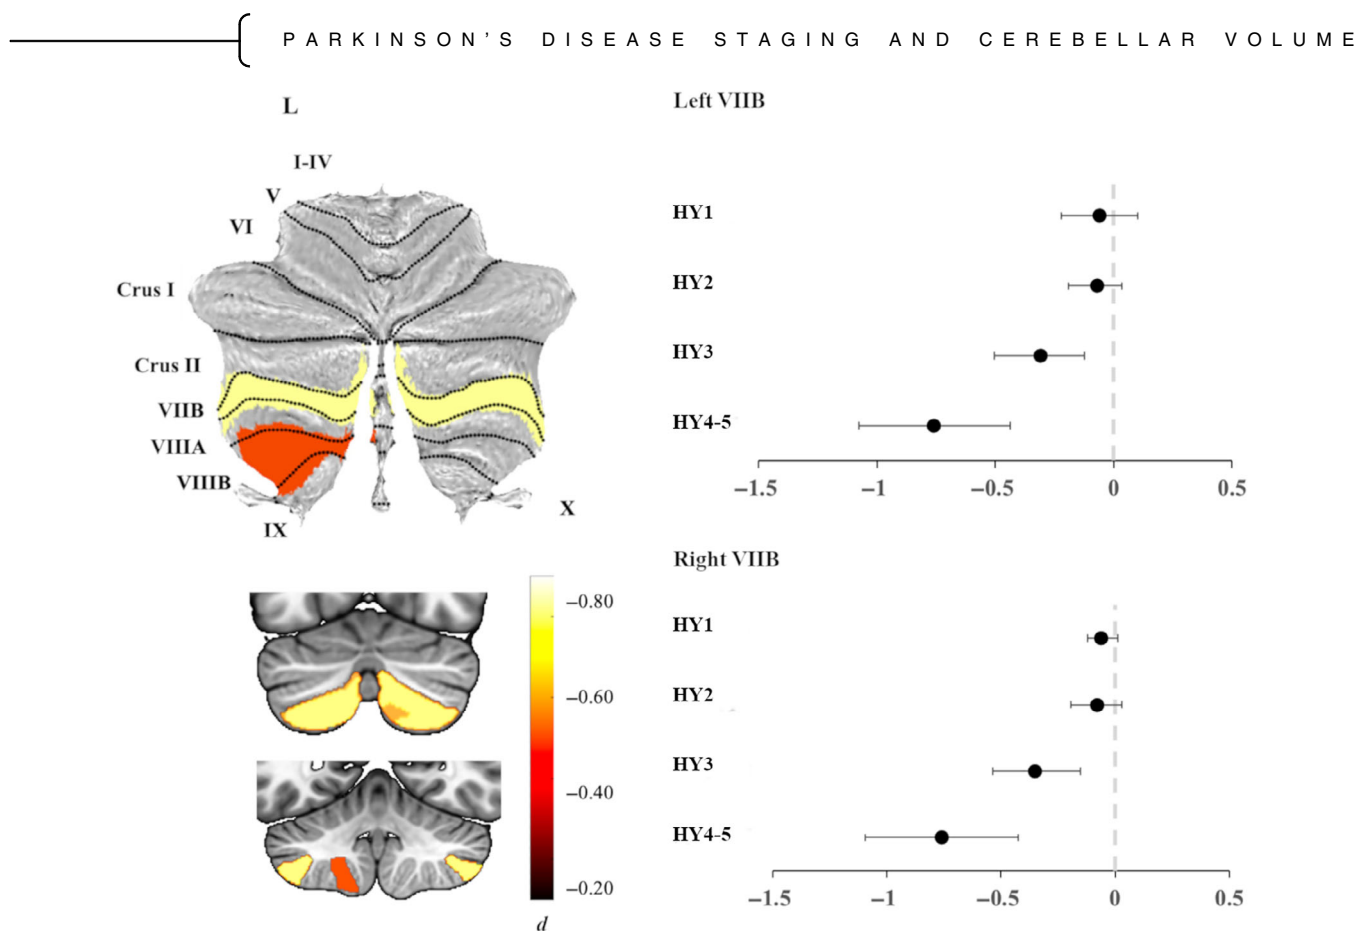 PARKINSON’S DISEASE STAGING AND CEREBELLAR VOLUME
L
I-IV
V
VI
Crus I
Crus II
VIIB
VIIIA
VIIIB
IX
X
–0.80
–0.60
–0.40
–0.20
d
Left VIIB
HY1
HY2
HY3
HY4-5
–1.5 –1 –0.5 0 0.5
Right VIIB
HY1
HY2
HY3
HY4-5
–1.5 –1 –0.5 0 0.5